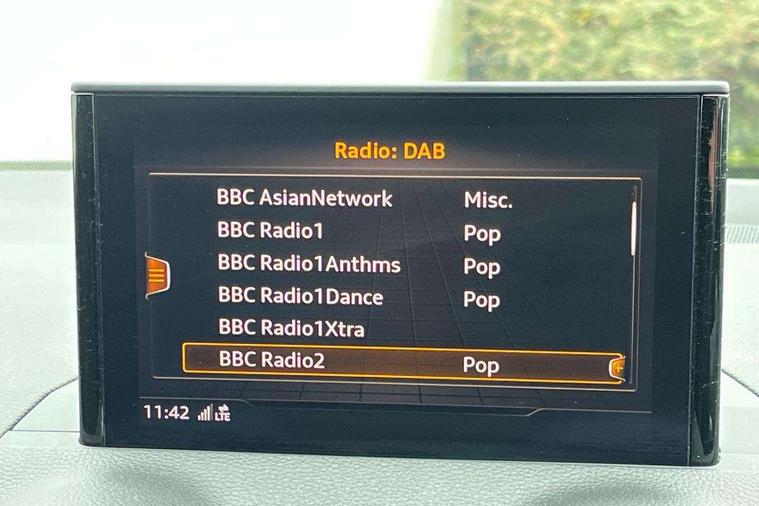 Radio: DAB
BBC AsianNetwork Misc.
BBC Radio1 Pop
BBC Radio1Anthms Pop
BBC Radio1Dance Pop
BBC Radio1Xtra
BBC Radio2 Pop
11:42 LTE